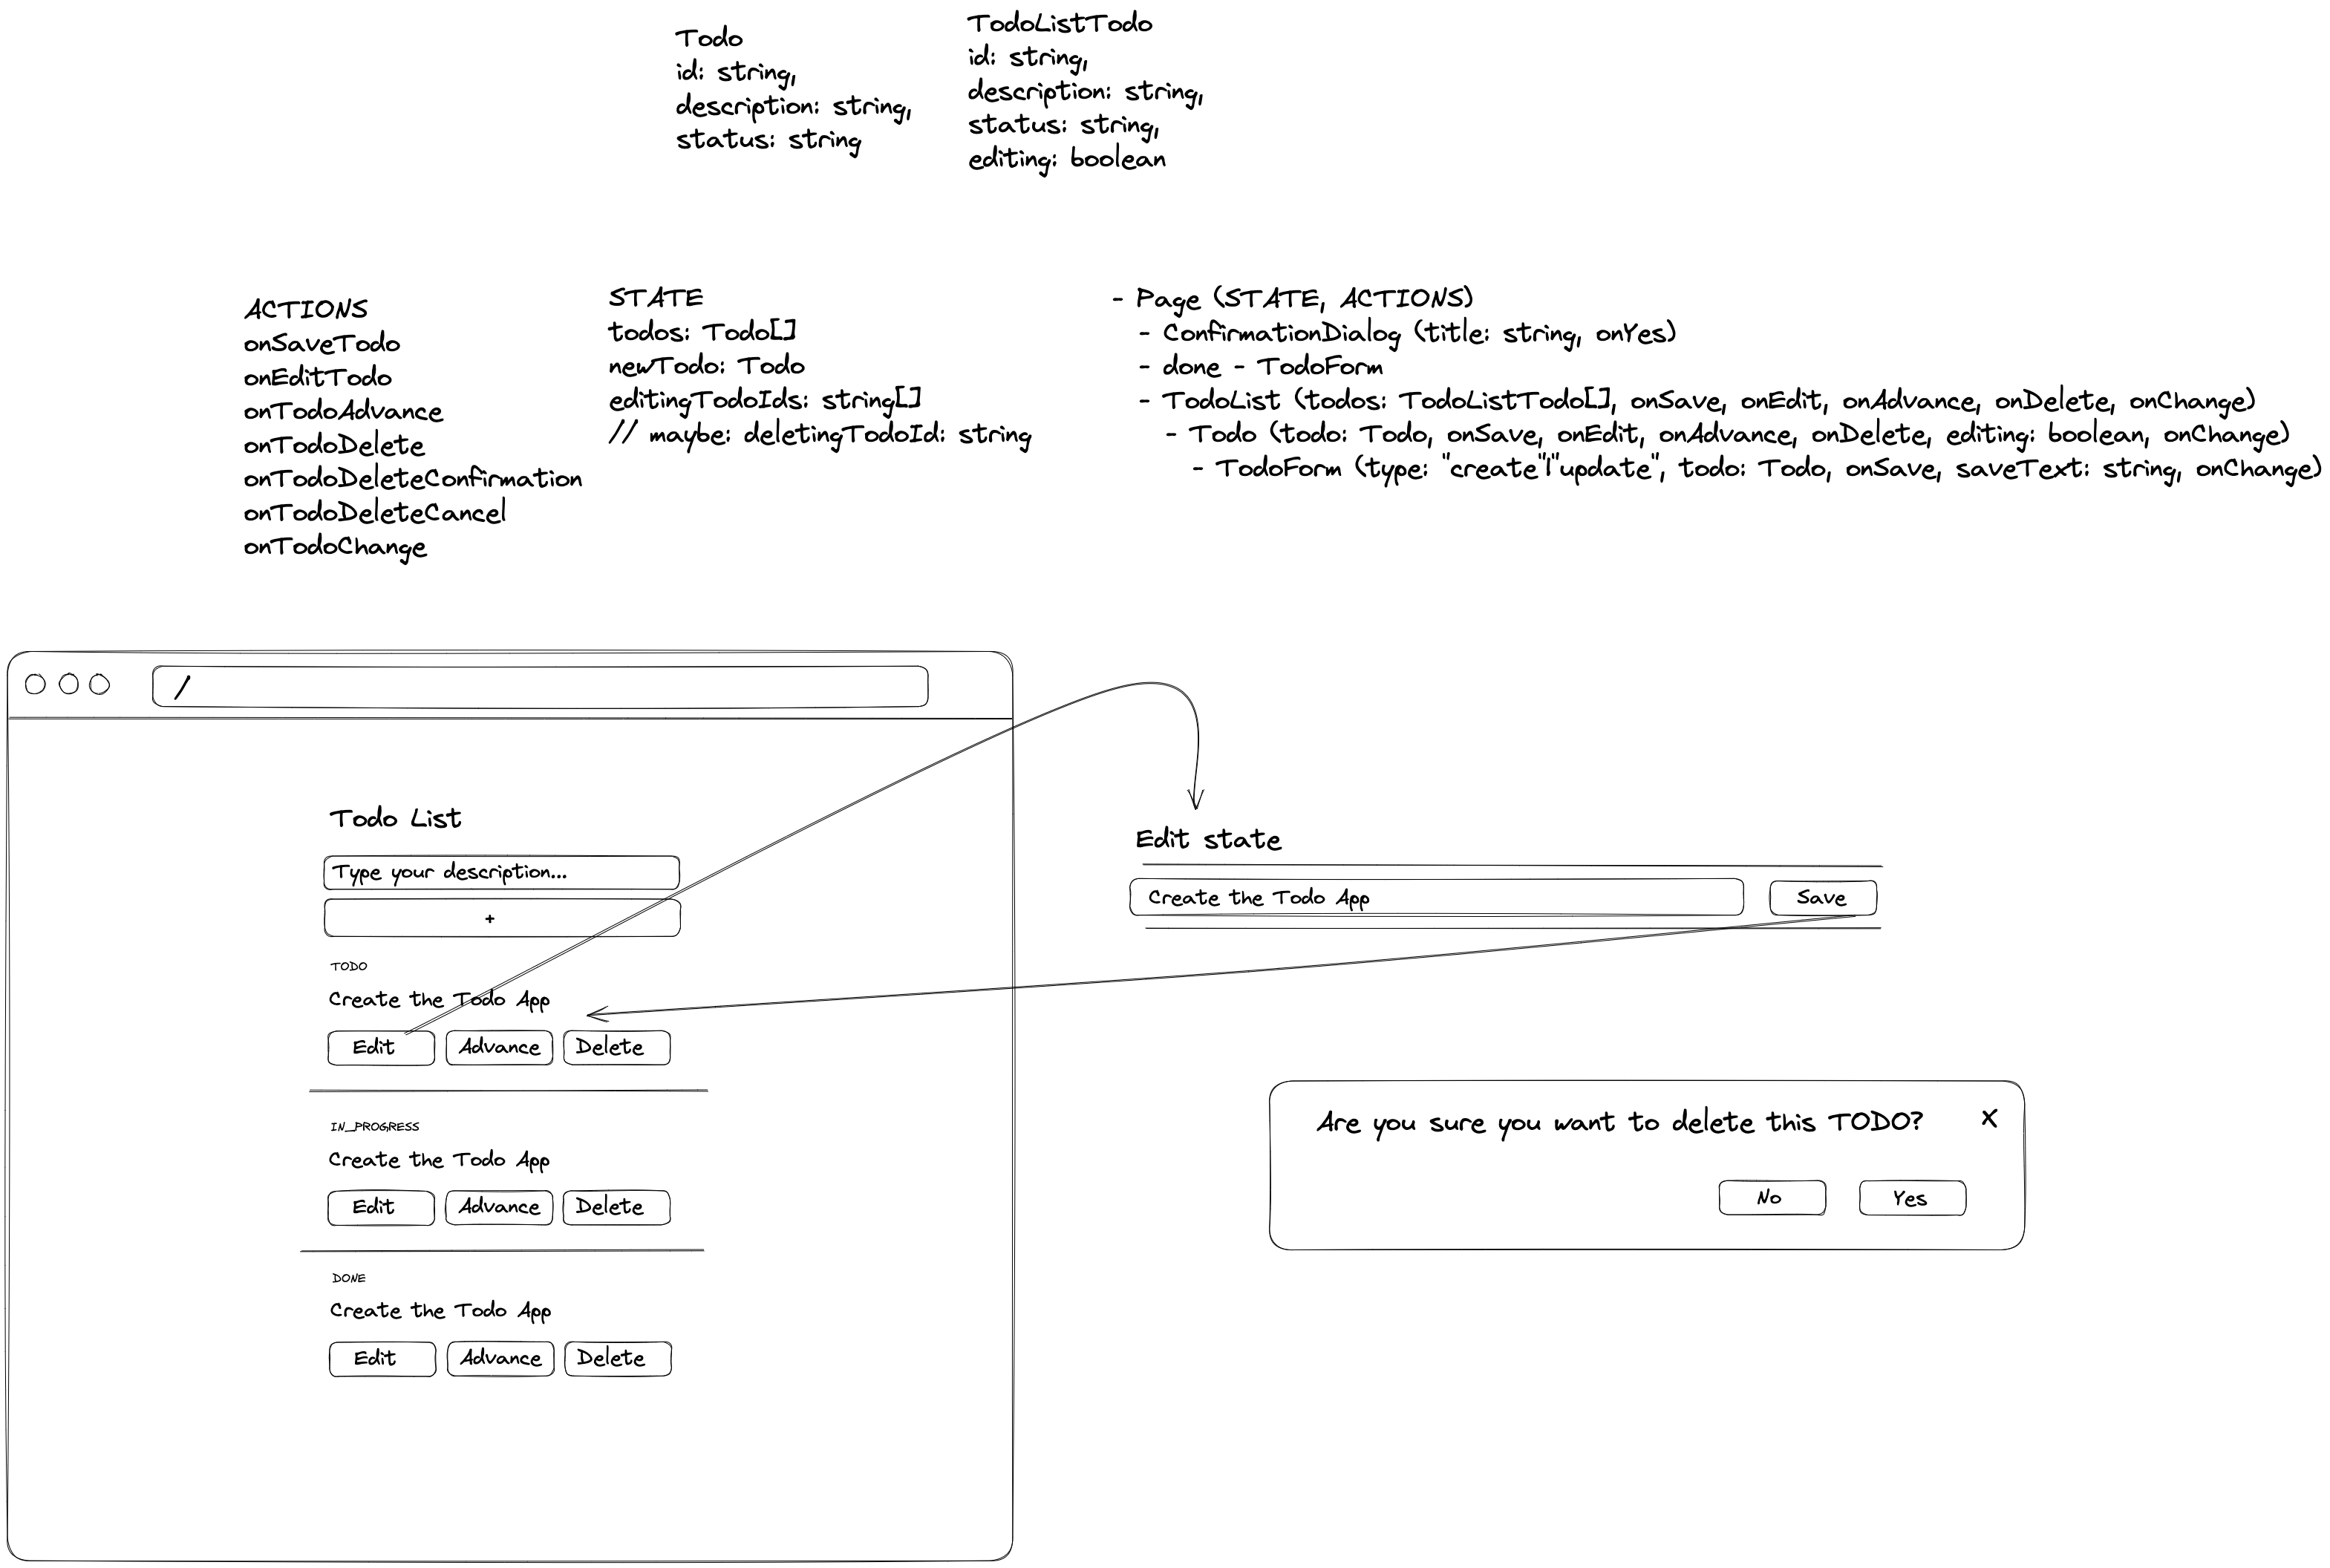 Todo
id: string,
description: string,
status: string
TodoListTodo
id: string,
description: string,
status: string,
editing: boolean
ACTIONS
onSaveTodo
onEditTodo
onTodoAdvance
onTodoDelete
onTodoDeleteConfirmation
onTodoDeleteCancel
onTodoChange
STATE
todos: Todo[]
newTodo: Todo
editingTodoIds: string[]
// maybe: deletingTodoId: string
- Page (STATE, ACTIONS)
- ConfirmationDialog (title: string, onYes)
- done - TodoForm
- TodoList (todos: TodoListTodo[], onSave, onEdit, onAdvance, onDelete, onChange)
- Todo (todo: Todo, onSave, onEdit, onAdvance, onDelete, editing: boolean, onChange)
- TodoForm (type: "create"|"update", todo: Todo, onSave, saveText: string, onChange)
/
Todo List
Type your description...
+
TODO
Create the Todo App
Edit Advance Delete
IN_PROGRESS
Create the Todo App
Edit Advance Delete
DONE
Create the Todo App
Edit Advance Delete
Edit state
Create the Todo App Save
Are you sure you want to delete this TODO? X
No Yes